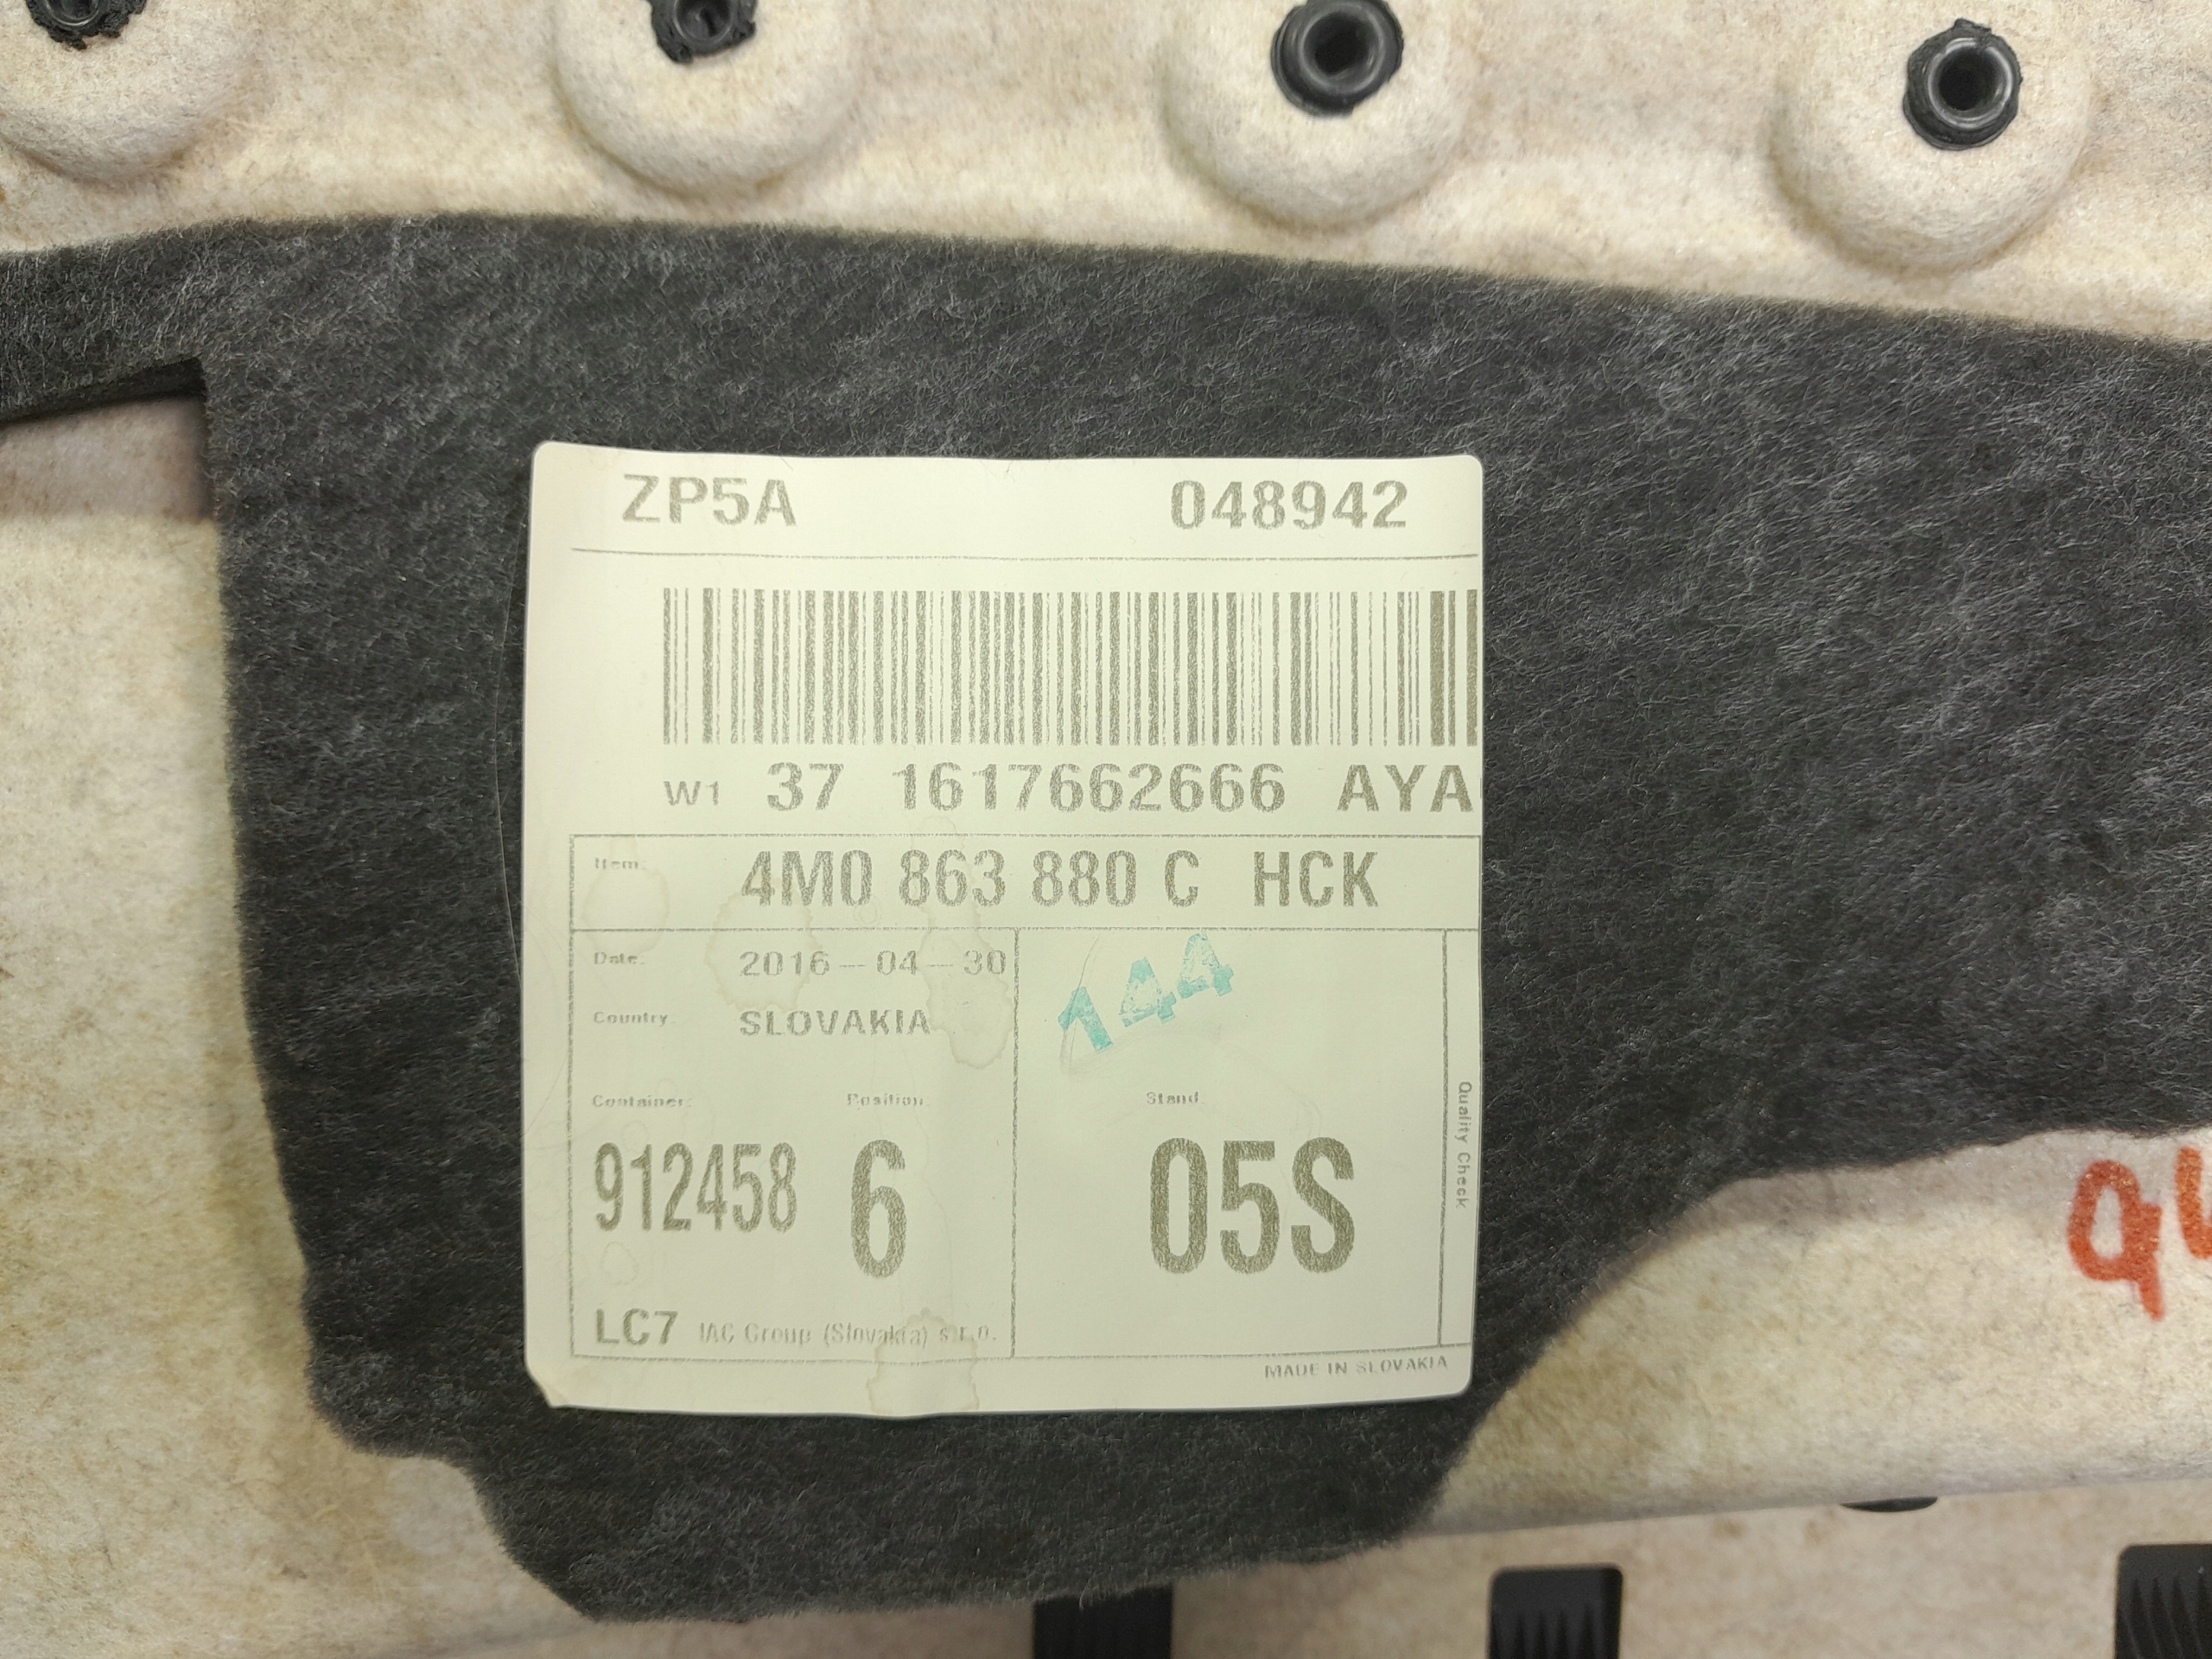 ZP5A 048942
W1 37 1617662666 AYA
Item: 4M0 863 880 C HCK
Date: 2016-04-30
144
Country: SLOVAKIA
Container: Position: Stand:
912458 6 05S
Quality Check
LC7 IAC Group (Slovakia) s.r.o.
MADE IN SLOVAKIA